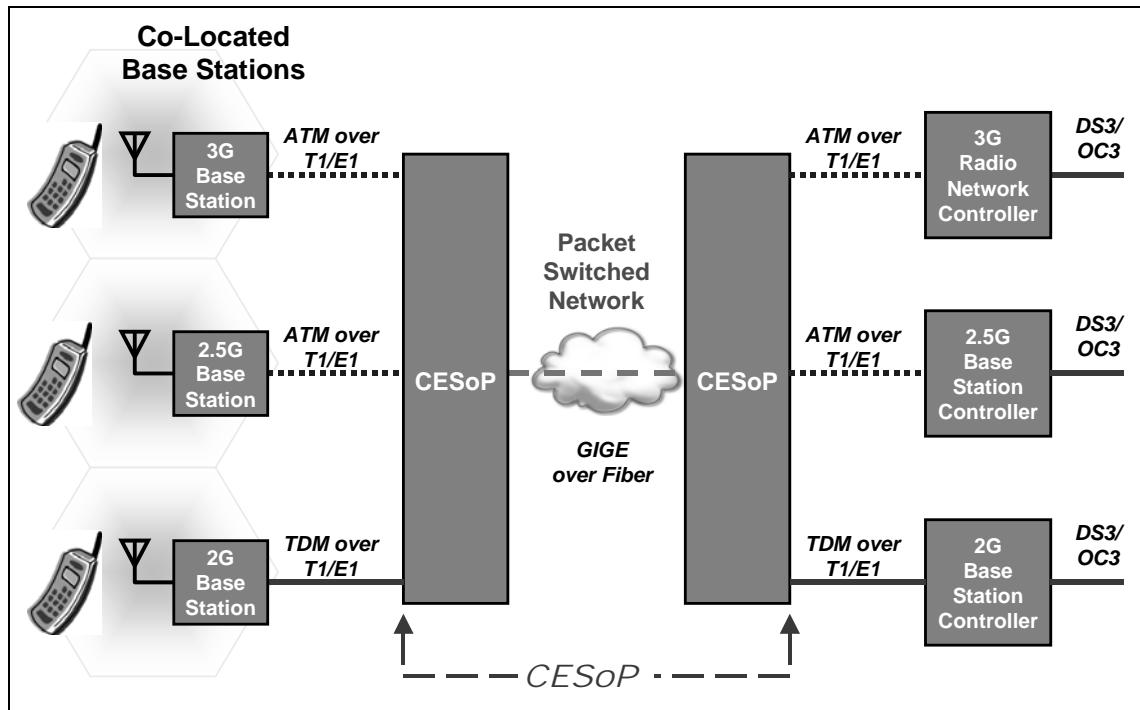 Co-Located
Base Stations
3G
Base
Station
ATM over
T1/E1
ATM over
T1/E1
3G
Radio
Network
Controller
DS3/
OC3
Packet
Switched
Network
2.5G
Base
Station
ATM over
T1/E1
CESoP
CESoP
ATM over
T1/E1
2.5G
Base
Station
Controller
DS3/
OC3
GIGE
over Fiber
2G
Base
Station
TDM over
T1/E1
TDM over
T1/E1
2G
Base
Station
Controller
DS3/
OC3
CESoP